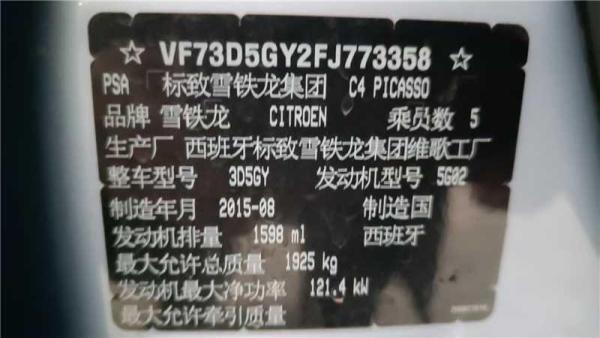 ☆ VF73D5GY2FJ773358 ☆
PSA 标致雪铁龙集团 C4 PICASSO
品牌 雪铁龙 CITROEN 乘员数 5
生产厂 西班牙标致雪铁龙集团维歌工厂
整车型号 3D5GY 发动机型号 5G02
制造年月 2015-08 制造国
发动机排量 1598 ml 西班牙
最大允许总质量 1925 kg
发动机最大净功率 121.4 kW
最大允许牵引质量